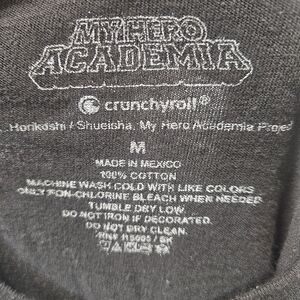 MY HERO
ACADEMIA
crunchyroll®
Horikoshi / Shueisha, My Hero Academia Project
M
MADE IN MEXICO
100% COTTON
MACHINE WASH COLD WITH LIKE COLORS
ONLY NON-CHLORINE BLEACH WHEN NEEDED
TUMBLE DRY LOW
DO NOT IRON IF DECORATED
DO NOT DRY CLEAN
RN#